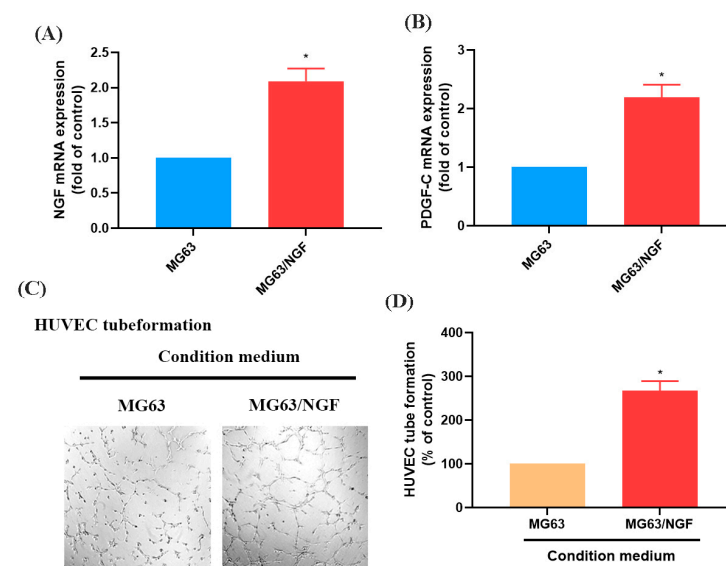 (A)
NGF mRNA expression
(fold of control)
2.5
2.0
1.5
1.0
0.5
0.0
*
MG63
MG63/NGF
(B)
PDGF-C mRNA expression
(fold of control)
3
2
1
0
*
MG63
MG63/NGF
(C)
HUVEC tubeformation
Condition medium
MG63
MG63/NGF
(D)
HUVEC tube formation
(% of control)
400
300
200
100
0
*
MG63
MG63/NGF
Condition medium